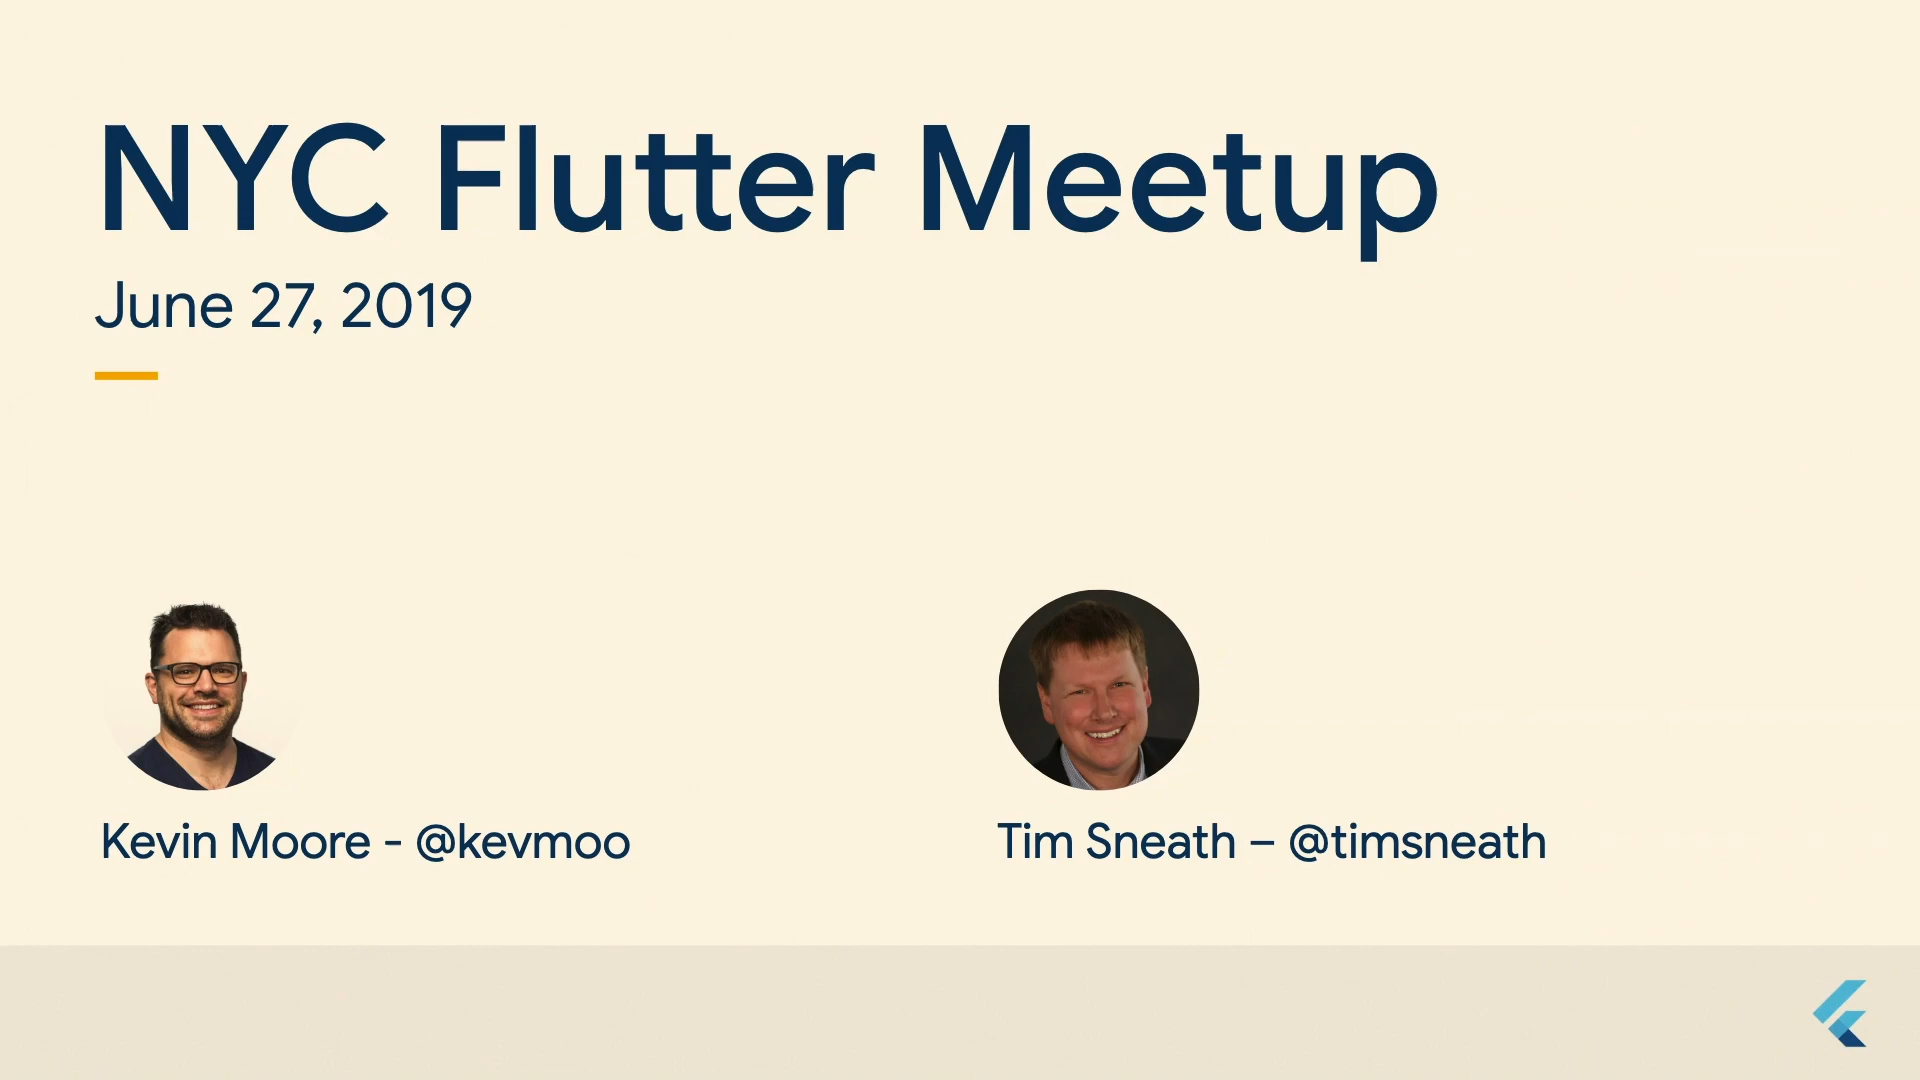 NYC Flutter Meetup
June 27, 2019
Kevin Moore - @kevmoo
Tim Sneath – @timsneath